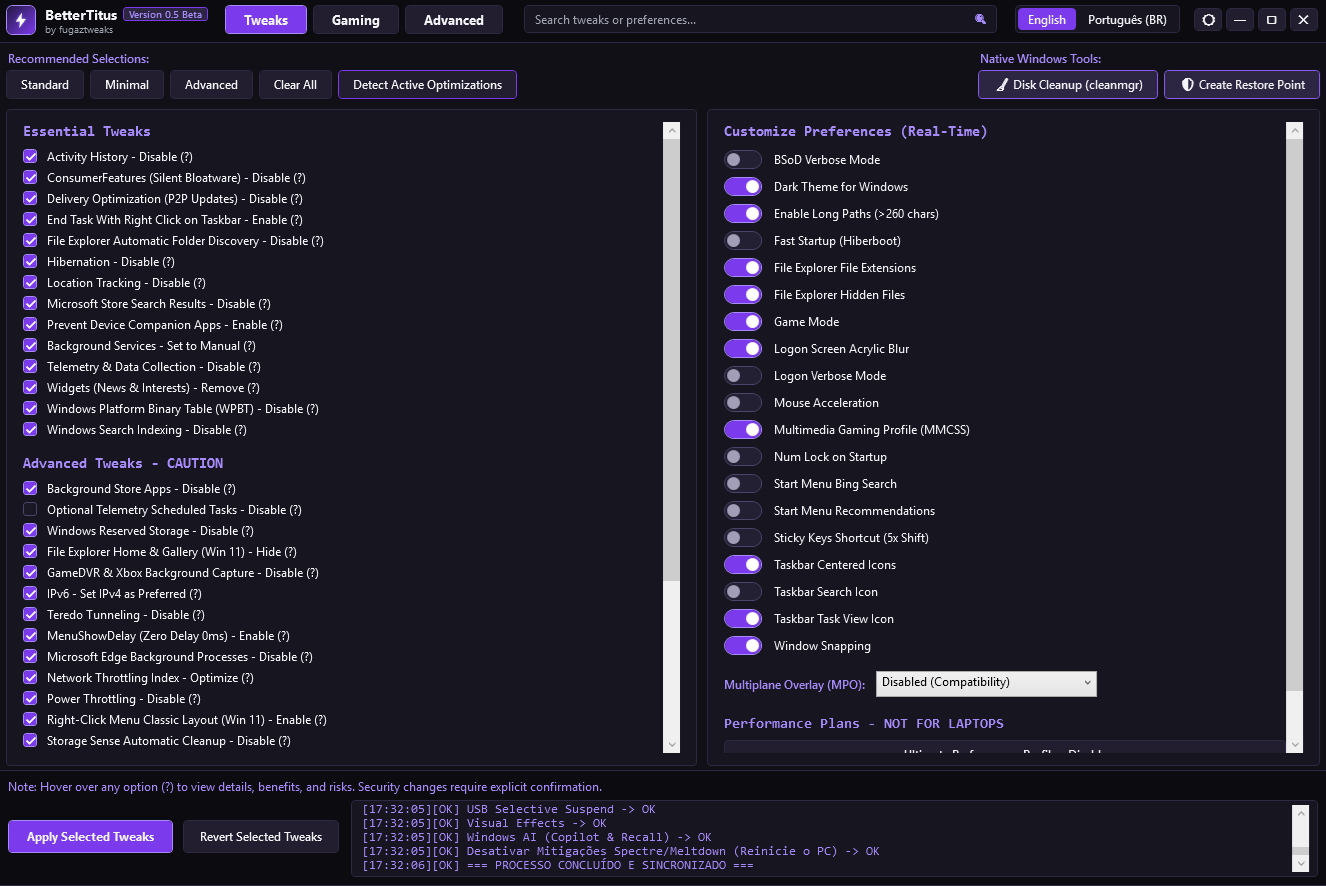 BetterTitus Version 0.5 Beta
by fugaztweaks
Tweaks Gaming Advanced
Search tweaks or preferences...
English Português (BR)
Recommended Selections:
Standard Minimal Advanced Clear All Detect Active Optimizations
Native Windows Tools:
Disk Cleanup (cleanmgr) Create Restore Point
Essential Tweaks
Activity History - Disable (?)
ConsumerFeatures (Silent Bloatware) - Disable (?)
Delivery Optimization (P2P Updates) - Disable (?)
End Task With Right Click on Taskbar - Enable (?)
File Explorer Automatic Folder Discovery - Disable (?)
Hibernation - Disable (?)
Location Tracking - Disable (?)
Microsoft Store Search Results - Disable (?)
Prevent Device Companion Apps - Enable (?)
Background Services - Set to Manual (?)
Telemetry & Data Collection - Disable (?)
Widgets (News & Interests) - Remove (?)
Windows Platform Binary Table (WPBT) - Disable (?)
Windows Search Indexing - Disable (?)
Advanced Tweaks - CAUTION
Background Store Apps - Disable (?)
Optional Telemetry Scheduled Tasks - Disable (?)
Windows Reserved Storage - Disable (?)
File Explorer Home & Gallery (Win 11) - Hide (?)
GameDVR & Xbox Background Capture - Disable (?)
IPv6 - Set IPv4 as Preferred (?)
Teredo Tunneling - Disable (?)
MenuShowDelay (Zero Delay 0ms) - Enable (?)
Microsoft Edge Background Processes - Disable (?)
Network Throttling Index - Optimize (?)
Power Throttling - Disable (?)
Right-Click Menu Classic Layout (Win 11) - Enable (?)
Storage Sense Automatic Cleanup - Disable (?)
Customize Preferences (Real-Time)
BSoD Verbose Mode
Dark Theme for Windows
Enable Long Paths (>260 chars)
Fast Startup (Hiberboot)
File Explorer File Extensions
File Explorer Hidden Files
Game Mode
Logon Screen Acrylic Blur
Logon Verbose Mode
Mouse Acceleration
Multimedia Gaming Profile (MMCSS)
Num Lock on Startup
Start Menu Bing Search
Start Menu Recommendations
Sticky Keys Shortcut (5x Shift)
Taskbar Centered Icons
Taskbar Search Icon
Taskbar Task View Icon
Window Snapping
Multiplane Overlay (MPO): Disabled (Compatibility)
Performance Plans - NOT FOR LAPTOPS
Note: Hover over any option (?) to view details, benefits, and risks. Security changes require explicit confirmation.
Apply Selected Tweaks Revert Selected Tweaks
[17:32:05][OK] USB Selective Suspend -> OK
[17:32:05][OK] Visual Effects -> OK
[17:32:05][OK] Windows AI (Copilot & Recall) -> OK
[17:32:05][OK] Desativar Mitigações Spectre/Meltdown (Reinicie o PC) -> OK
[17:32:06][OK] === PROCESSO CONCLUÍDO E SINCRONIZADO ===